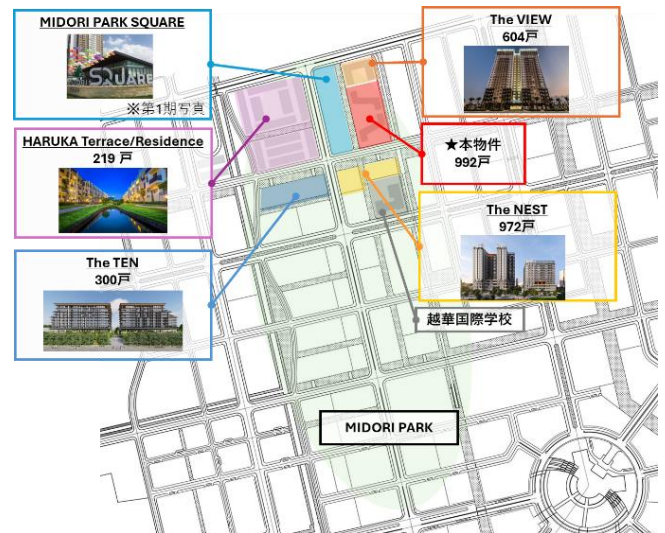 MIDORI PARK SQUARE
SQUARE
※第1期写真
The VIEW
604戸
HARUKA Terrace/Residence
219 戸
★本物件
992戸
The TEN
300戸
The NEST
972戸
越華国際学校
MIDORI PARK